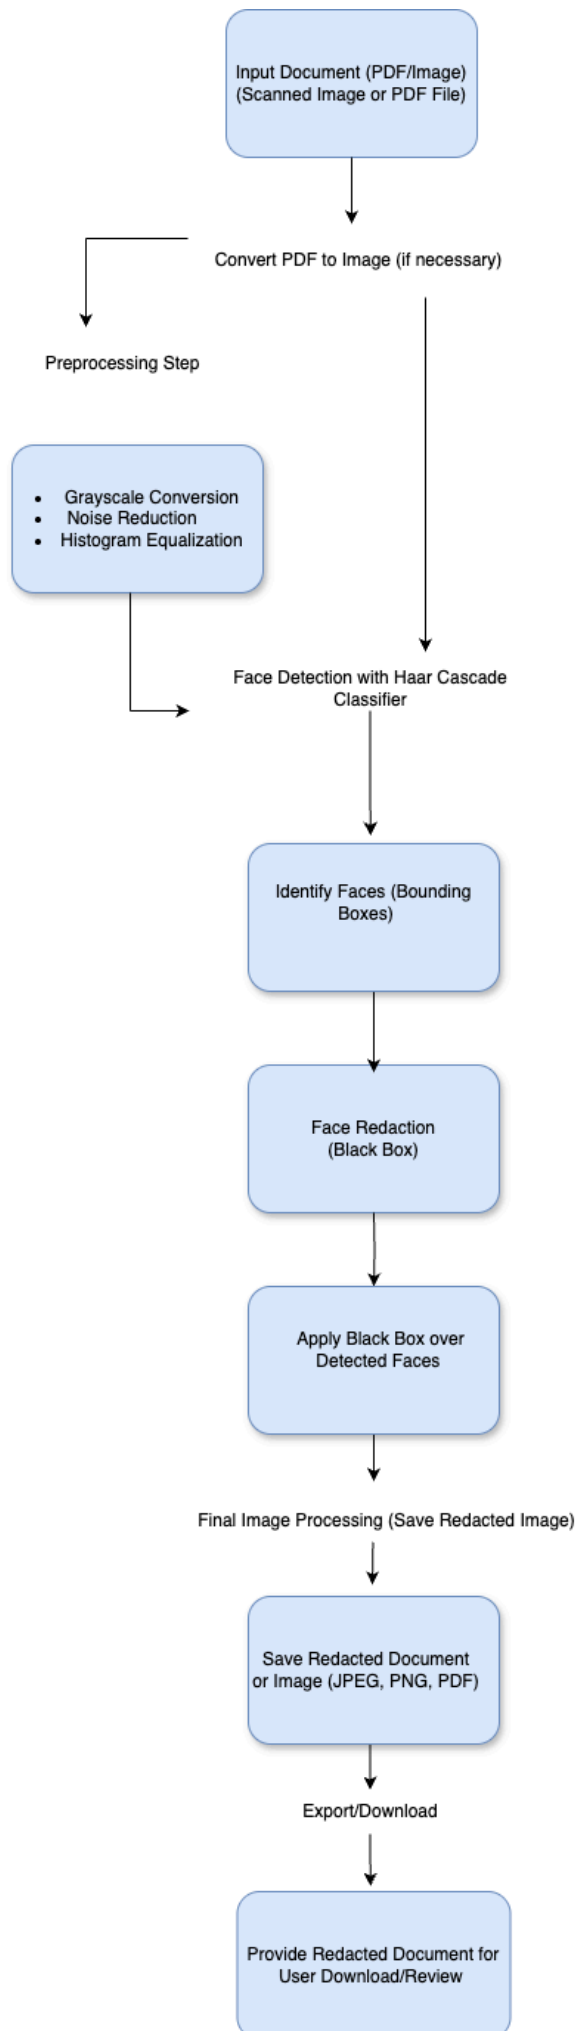 Input Document (PDF/Image)
(Scanned Image or PDF File)
Convert PDF to Image (if necessary)
Preprocessing Step
• Grayscale Conversion
• Noise Reduction
• Histogram Equalization
Face Detection with Haar Cascade
Classifier
Identify Faces (Bounding
Boxes)
Face Redaction
(Black Box)
Apply Black Box over
Detected Faces
Final Image Processing (Save Redacted Image)
Save Redacted Document
or Image (JPEG, PNG, PDF)
Export/Download
Provide Redacted Document for
User Download/Review